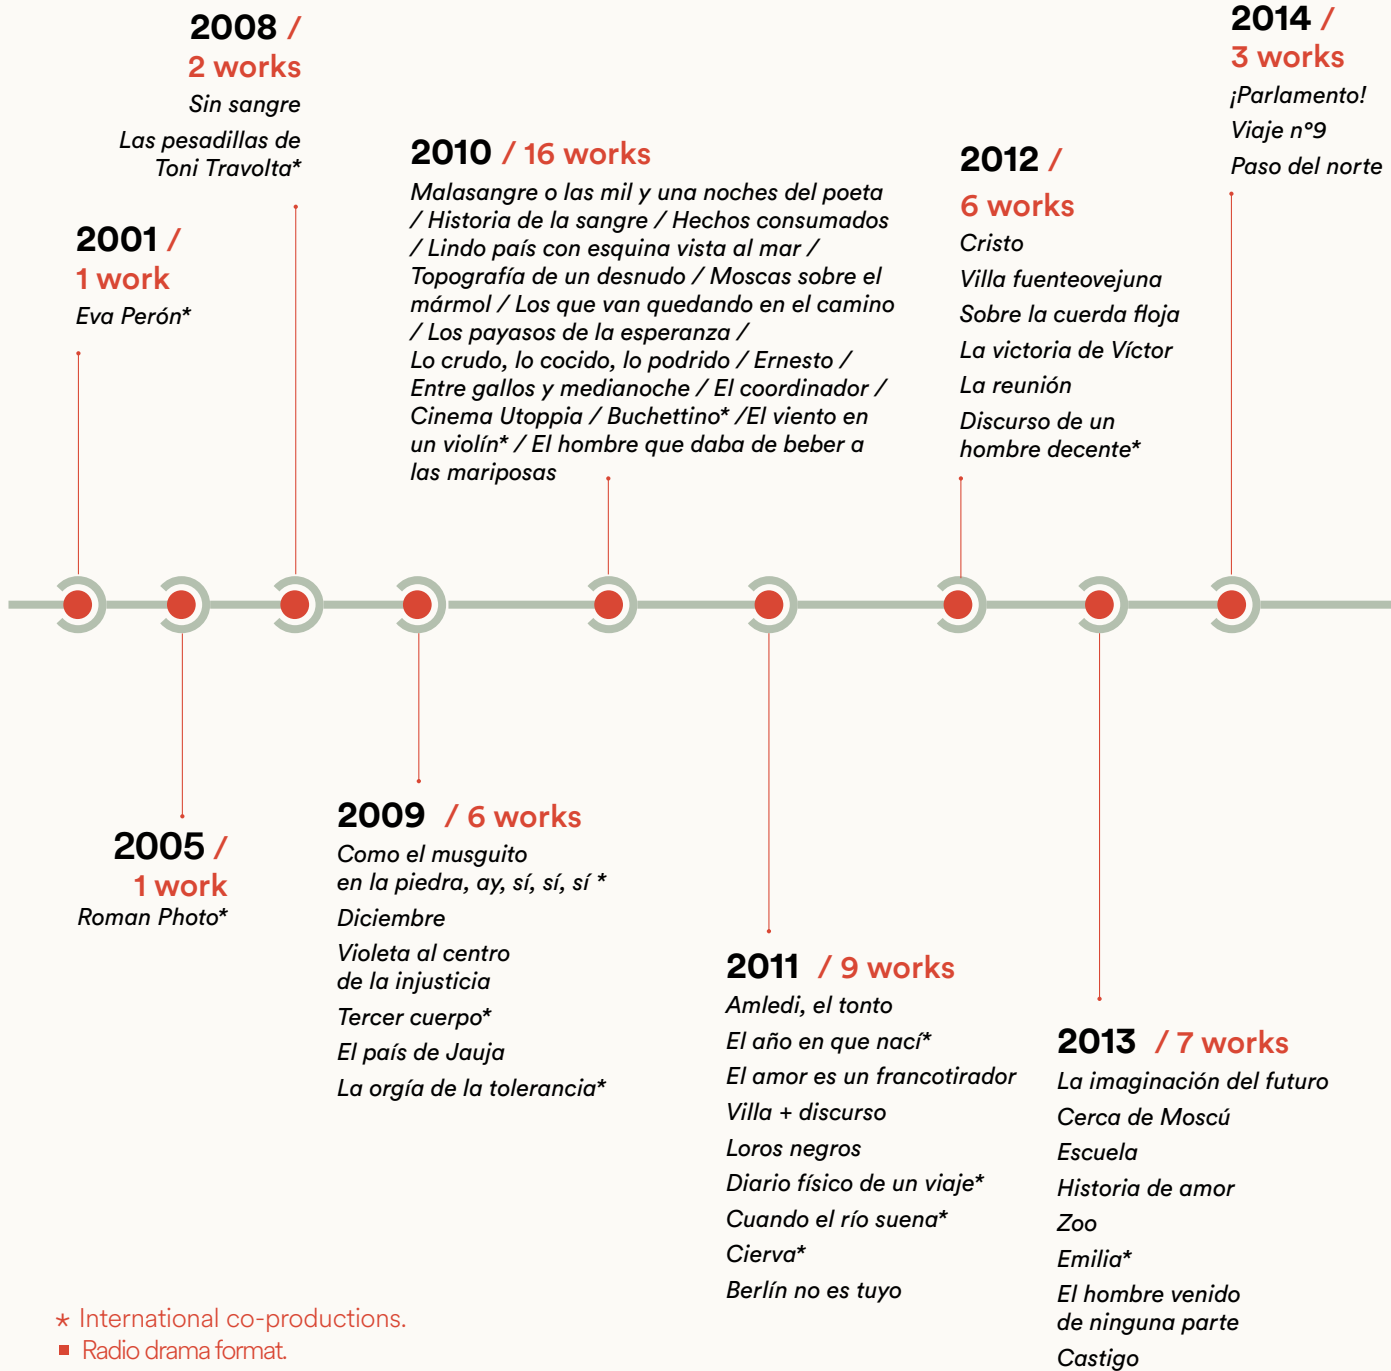 2008 /
2 works
Sin sangre
Las pesadillas de
Toni Travolta*
2014 /
3 works
¡Parlamento!
Viaje nº9
Paso del norte
2010 / 16 works
Malasangre o las mil y una noches del poeta
/ Historia de la sangre / Hechos consumados
/ Lindo país con esquina vista al mar /
Topografía de un desnudo / Moscas sobre el
mármol / Los que van quedando en el camino
/ Los payasos de la esperanza /
Lo crudo, lo cocido, lo podrido / Ernesto /
Entre gallos y medianoche / El coordinador /
Cinema Utoppia / Buchettino* /El viento en
un violín* / El hombre que daba de beber a
las mariposas
2012 /
6 works
Cristo
Villa fuenteovejuna
Sobre la cuerda floja
La victoria de Víctor
La reunión
Discurso de un
hombre decente*
2001 /
1 work
Eva Perón*
2005 /
1 work
Roman Photo*
2009 / 6 works
Como el musguito
en la piedra, ay, sí, sí, sí *
Diciembre
Violeta al centro
de la injusticia
Tercer cuerpo*
El país de Jauja
La orgía de la tolerancia*
2011 / 9 works
Amledi, el tonto
El año en que nací*
El amor es un francotirador
Villa + discurso
Loros negros
Diario físico de un viaje*
Cuando el río suena*
Cierva*
Berlín no es tuyo
2013 / 7 works
La imaginación del futuro
Cerca de Moscú
Escuela
Historia de amor
Zoo
Emilia*
El hombre venido
de ninguna parte
Castigo
* International co-productions.
▪ Radio drama format.